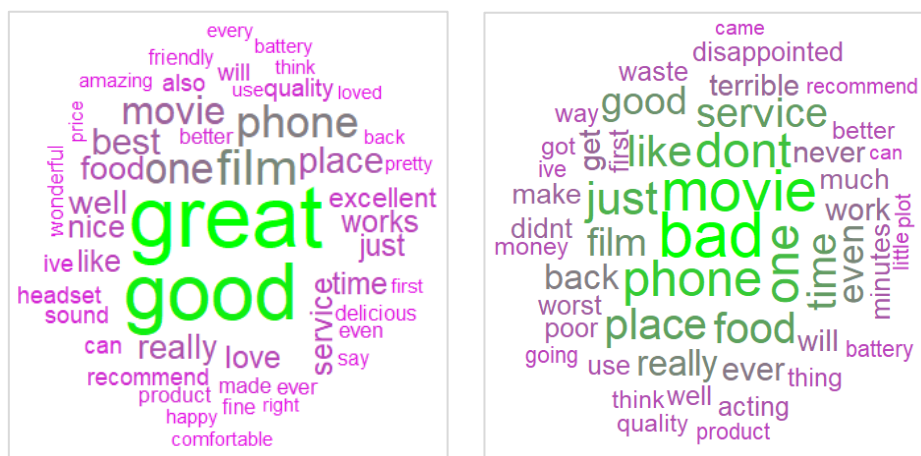 every
battery
friendly
will
think
amazing
also
use
quality
loved
price
movie
phone
best
better
back
wonderful
food
one
film
place
pretty
well
great
excellent
nice
works
just
ive
like
good
time
first
headset
service
delicious
sound
even
can
really
love
say
recommend
made
ever
product
fine
right
happy
comfortable
came
disappointed
waste
terrible
recommend
way
good
service
better
got
get
first
like
dont
never
can
ive
make
just
movie
much
didnt
film
bad
one
time
even
work
minutes
little
plot
money
back
phone
worst
place
food
will
poor
battery
going
use
really
ever
thing
think
well
acting
quality
product